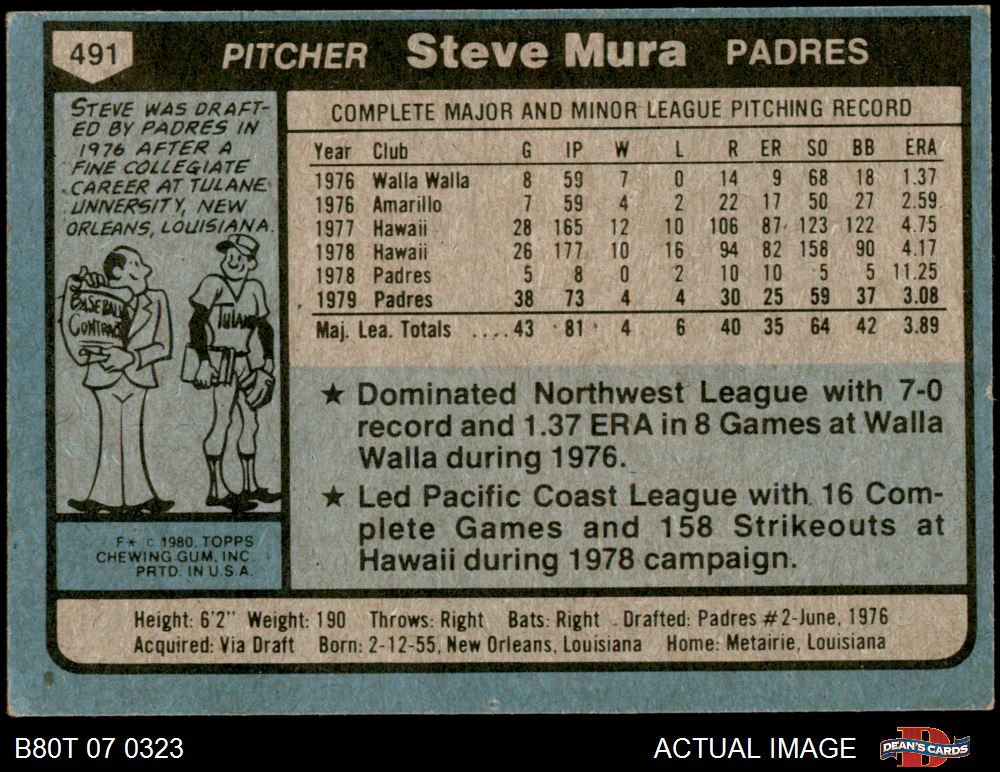 491 PITCHER Steve Mura PADRES
STEVE WAS DRAFT-
ED BY PADRES IN
1976 AFTER A
FINE COLLEGIATE
CAREER AT TULANE
UNIVERSITY, NEW
ORLEANS, LOUISIANA.
BASEBALL
CONTRACT
TULANE
F* © 1980. TOPPS
CHEWING GUM, INC.
PRTD. IN U.S.A.
COMPLETE MAJOR AND MINOR LEAGUE PITCHING RECORD
Year Club G IP W L R ER SO BB ERA
1976 Walla Walla 8 59 7 0 14 9 68 18 1.37
1976 Amarillo 7 59 4 2 22 17 50 27 2.59
1977 Hawaii 28 165 12 10 106 87 123 122 4.75
1978 Hawaii 26 177 10 16 94 82 158 90 4.17
1978 Padres 5 8 0 2 10 10 5 5 11.25
1979 Padres 38 73 4 4 30 25 59 37 3.08
Maj. Lea. Totals .... 43 81 4 6 40 35 64 42 3.89
★ Dominated Northwest League with 7-0
record and 1.37 ERA in 8 Games at Walla
Walla during 1976.
★ Led Pacific Coast League with 16 Com-
plete Games and 158 Strikeouts at
Hawaii during 1978 campaign.
Height: 6'2" Weight: 190 Throws: Right Bats: Right Drafted: Padres #2-June, 1976
Acquired: Via Draft Born: 2-12-55, New Orleans, Louisiana Home: Metairie, Louisiana
B80T 07 0323 ACTUAL IMAGE DEAN'S CARDS